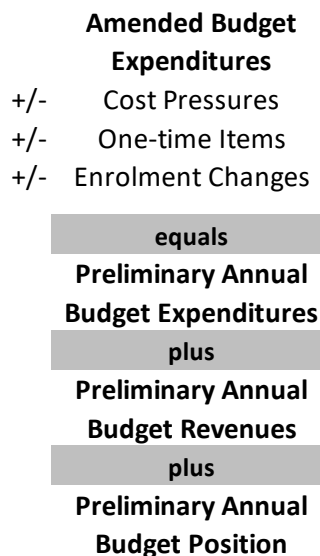 Amended Budget
Expenditures
+/- Cost Pressures
+/- One-time Items
+/- Enrolment Changes
equals
Preliminary Annual
Budget Expenditures
plus
Preliminary Annual
Budget Revenues
plus
Preliminary Annual
Budget Position